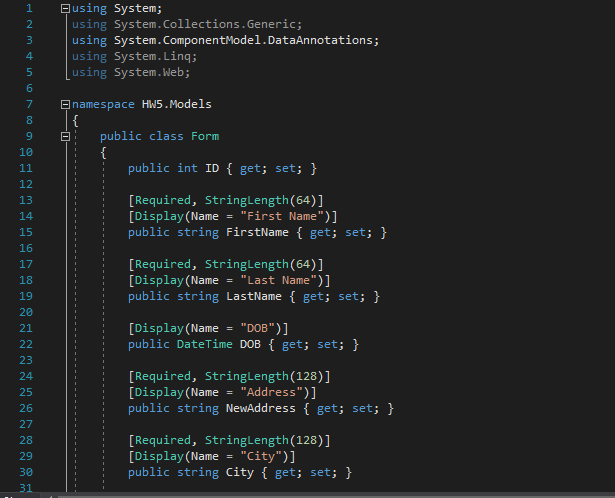 1 using System;
2 using System.Collections.Generic;
3 using System.ComponentModel.DataAnnotations;
4 using System.Linq;
5 using System.Web;
6
7 namespace HW5.Models
8 {
9 public class Form
10 {
11 public int ID { get; set; }
12
13 [Required, StringLength(64)]
14 [Display(Name = "First Name")]
15 public string FirstName { get; set; }
16
17 [Required, StringLength(64)]
18 [Display(Name = "Last Name")]
19 public string LastName { get; set; }
20
21 [Display(Name = "DOB")]
22 public DateTime DOB { get; set; }
23
24 [Required, StringLength(128)]
25 [Display(Name = "Address")]
26 public string NewAddress { get; set; }
27
28 [Required, StringLength(128)]
29 [Display(Name = "City")]
30 public string City { get; set; }
31